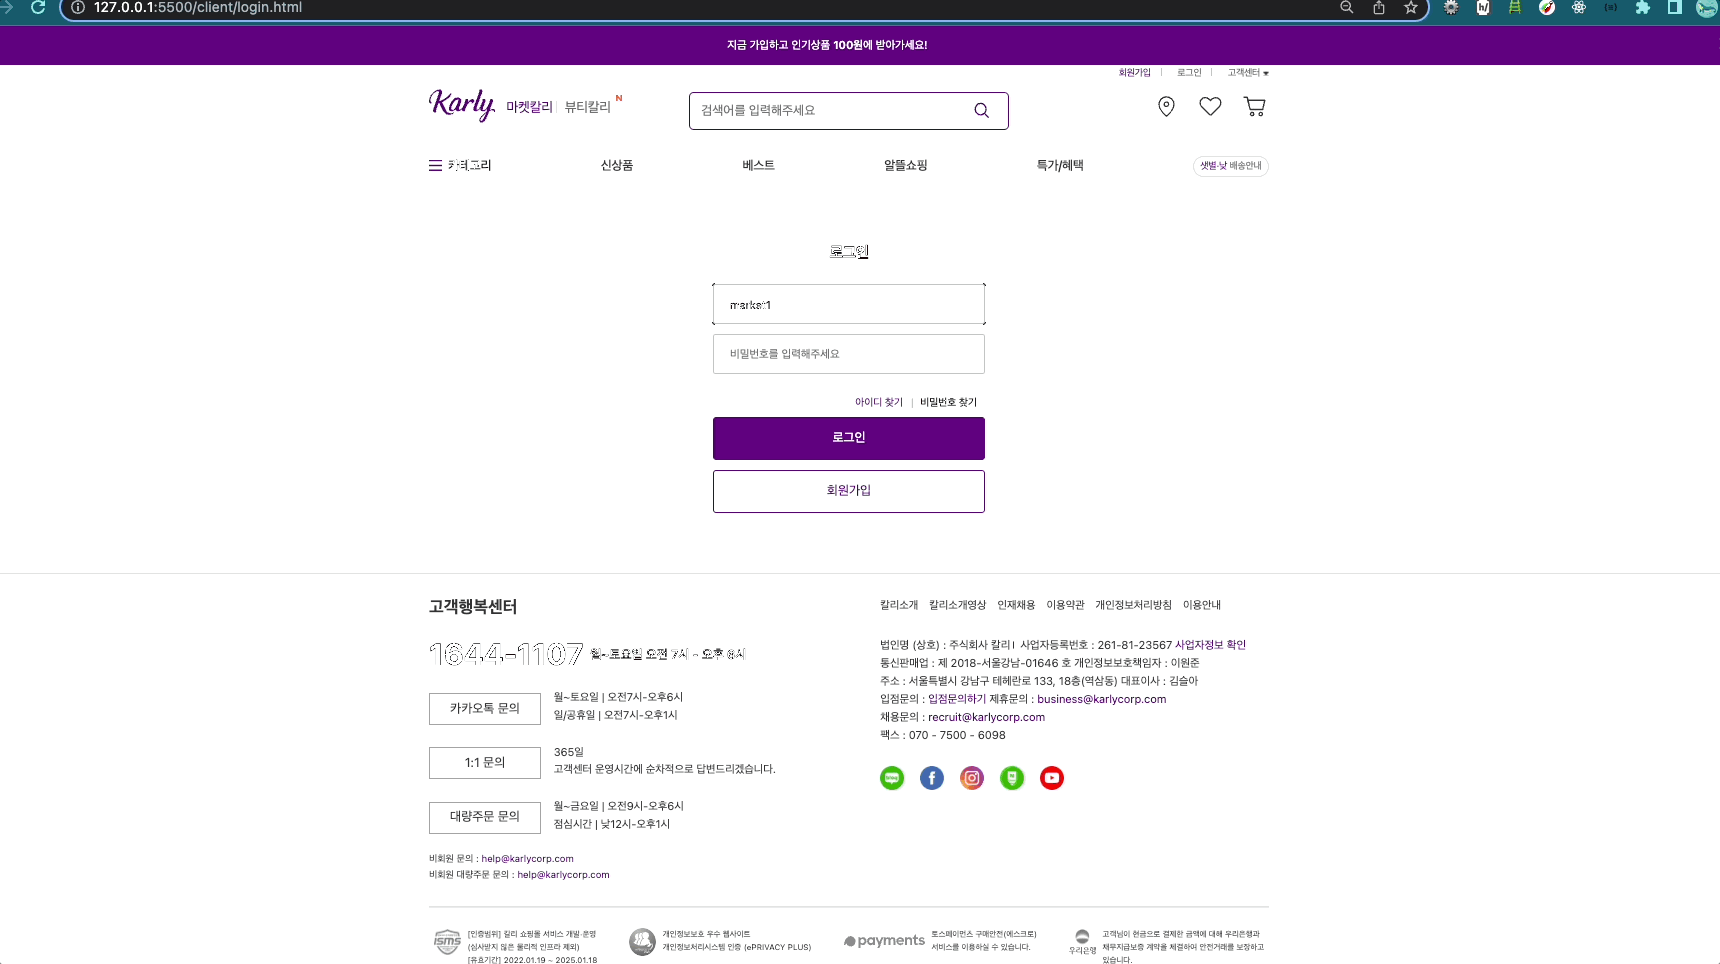 127.0.0.1:5500/client/login.html
지금 가입하고 인기상품 100원에 받아가세요!
회원가입 로그인 고객센터
Karly 마켓칼리 뷰티칼리 N
검색어를 입력해주세요
카테고리 신상품 베스트 알뜰쇼핑 특가/혜택 샛별·낮 배송안내
로그인
market1
비밀번호를 입력해주세요
아이디 찾기 | 비밀번호 찾기
로그인
회원가입
고객행복센터
1644-1107 월~토요일 오전 7시 - 오후 6시
카카오톡 문의
월~토요일 | 오전7시-오후6시
일/공휴일 | 오전7시-오후1시
1:1 문의
365일
고객센터 운영시간에 순차적으로 답변드리겠습니다.
대량주문 문의
월~금요일 | 오전9시-오후6시
점심시간 | 낮12시-오후1시
비회원 문의 : help@karlycorp.com
비회원 대량주문 문의 : help@karlycorp.com
칼리소개 칼리소개영상 인재채용 이용약관 개인정보처리방침 이용안내
법인명 (상호) : 주식회사 칼리 | 사업자등록번호 : 261-81-23567 사업자정보 확인
통신판매업 : 제 2018-서울강남-01646 호 개인정보보호책임자 : 이원준
주소 : 서울특별시 강남구 테헤란로 133, 18층(역삼동) 대표이사 : 김슬아
입점문의 : 입점문의하기 제휴문의 : business@karlycorp.com
채용문의 : recruit@karlycorp.com
팩스 : 070 - 7500 - 6098
isms
[인증범위] 칼리 쇼핑몰 서비스 개발·운영
(심사받지 않은 물리적 인프라 제외)
[유효기간] 2022.01.19 ~ 2025.01.18
개인정보보호 우수 웹사이트
개인정보처리시스템 인증 (ePRIVACY PLUS)
payments
토스페이먼츠 구매안전(에스크로)
서비스를 이용하실 수 있습니다.
우리은행
고객님이 현금으로 결제한 금액에 대해 우리은행과
채무지급보증 계약을 체결하여 안전거래를 보장하고
있습니다.